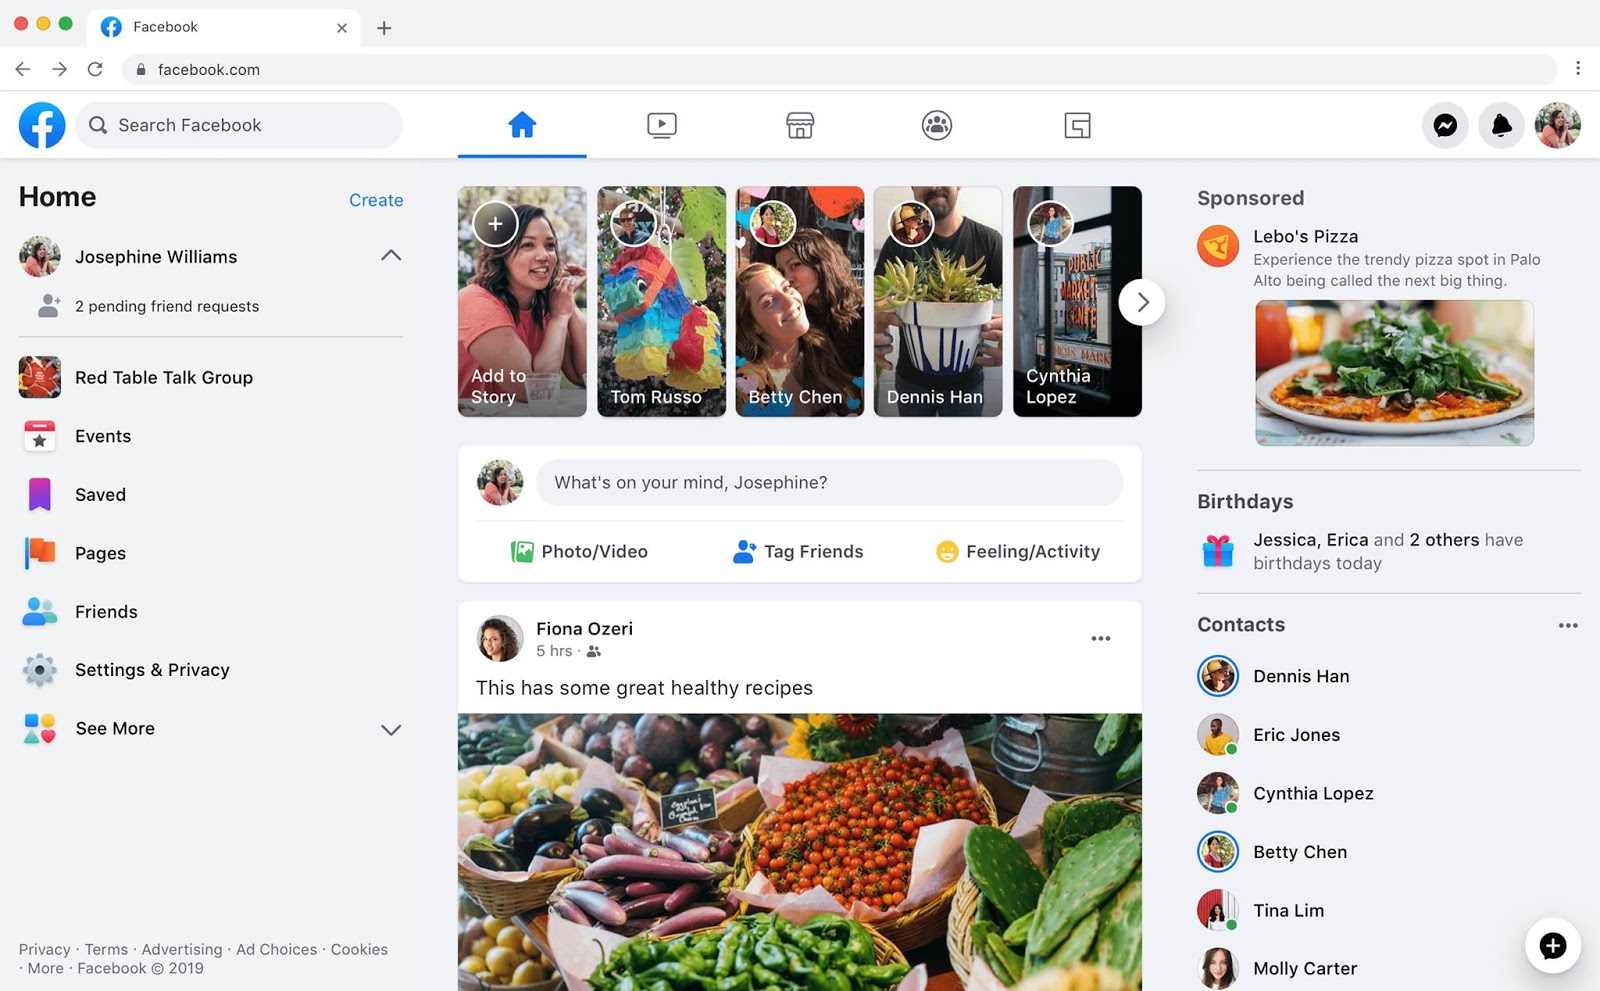 Facebook
facebook.com
Search Facebook
Home
Create
Josephine Williams
2 pending friend requests
Red Table Talk Group
Events
Saved
Pages
Friends
Settings & Privacy
See More
Privacy · Terms · Advertising · Ad Choices · Cookies
· More · Facebook © 2019
Add to
Story
Tom Russo
Betty Chen
Dennis Han
PUBLIC
MARKET
Cynthia
Lopez
What's on your mind, Josephine?
Photo/Video
Tag Friends
Feeling/Activity
Fiona Ozeri
5 hrs ·
This has some great healthy recipes
Sponsored
Lebo's Pizza
Experience the trendy pizza spot in Palo
Alto being called the next big thing.
Birthdays
Jessica, Erica and 2 others have
birthdays today
Contacts
Dennis Han
Eric Jones
Cynthia Lopez
Betty Chen
Tina Lim
Molly Carter